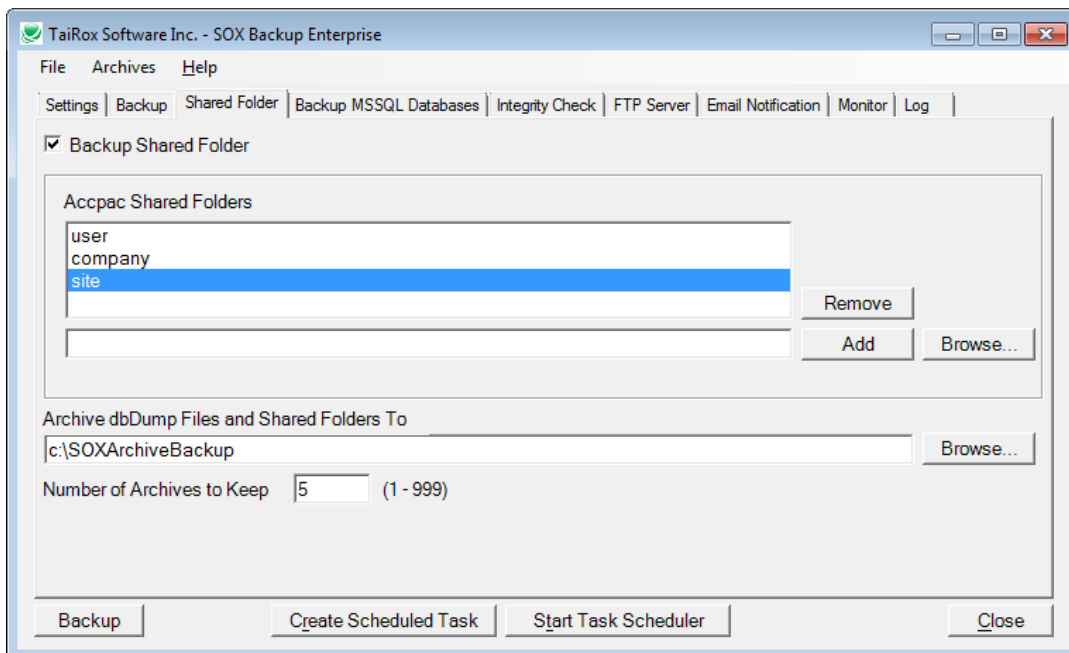 TaiRox Software Inc. - SOX Backup Enterprise
File Archives Help
Settings Backup Shared Folder Backup MSSQL Databases Integrity Check FTP Server Email Notification Monitor Log
Backup Shared Folder
Accpac Shared Folders
user
company
site
Remove
Add Browse...
Archive dbDump Files and Shared Folders To
c:\SOXArchiveBackup Browse...
Number of Archives to Keep 5 (1 - 999)
Backup Create Scheduled Task Start Task Scheduler Close